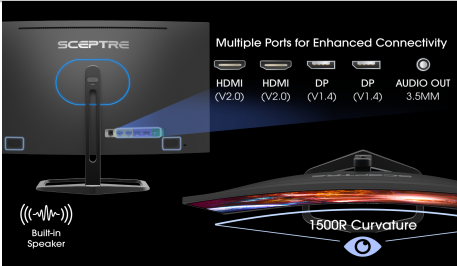 SCEPTRE
Multiple Ports for Enhanced Connectivity
HDMI HDMI DP DP AUDIO OUT
(V2.0) (V2.0) (V1.4) (V1.4) 3.5MM
Built-in
Speaker
SCEPTRE
1500R Curvature